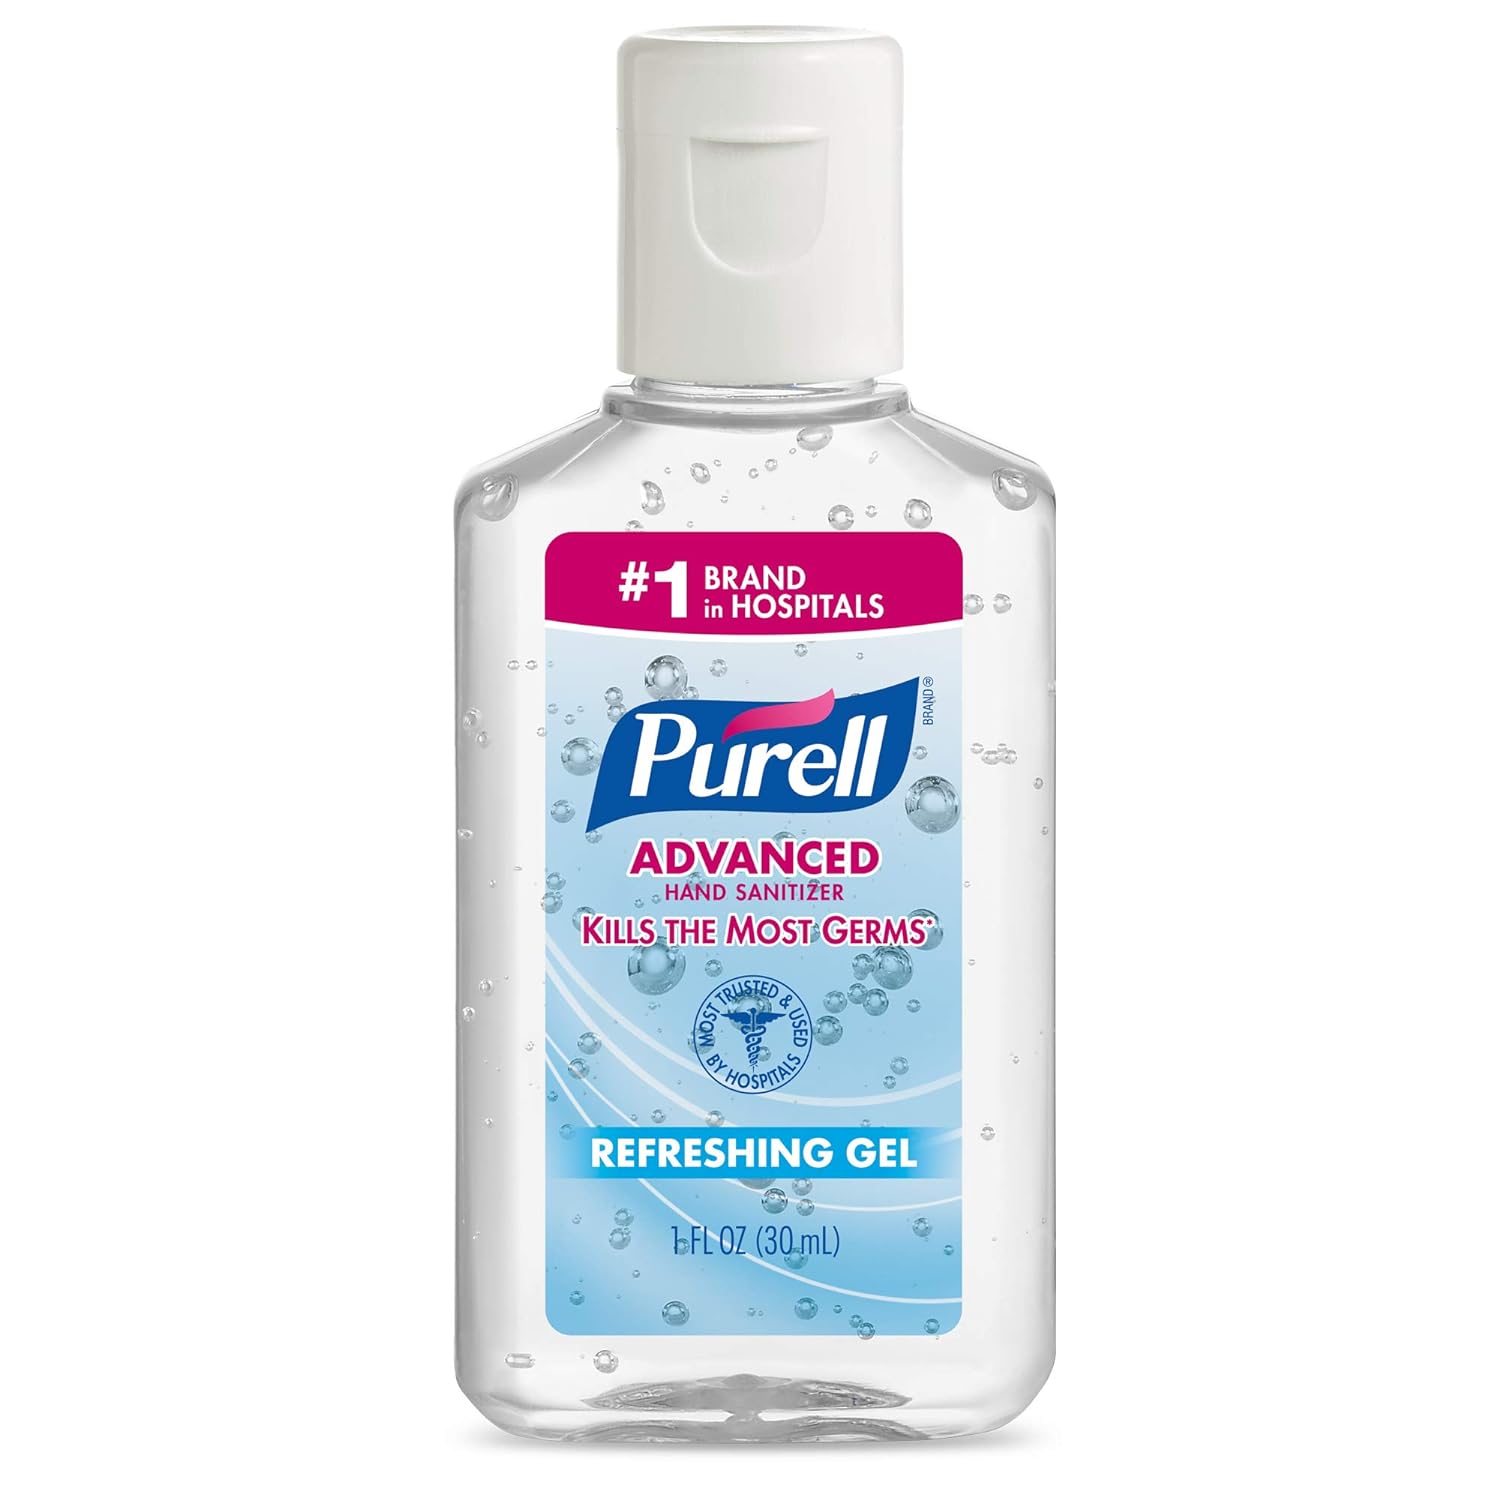 #1 BRAND
in HOSPITALS
Purell
BRAND®
ADVANCED
HAND SANITIZER
KILLS THE MOST GERMS*
MOST TRUSTED & USED
BY HOSPITALS
REFRESHING GEL
1 FL OZ (30 mL)